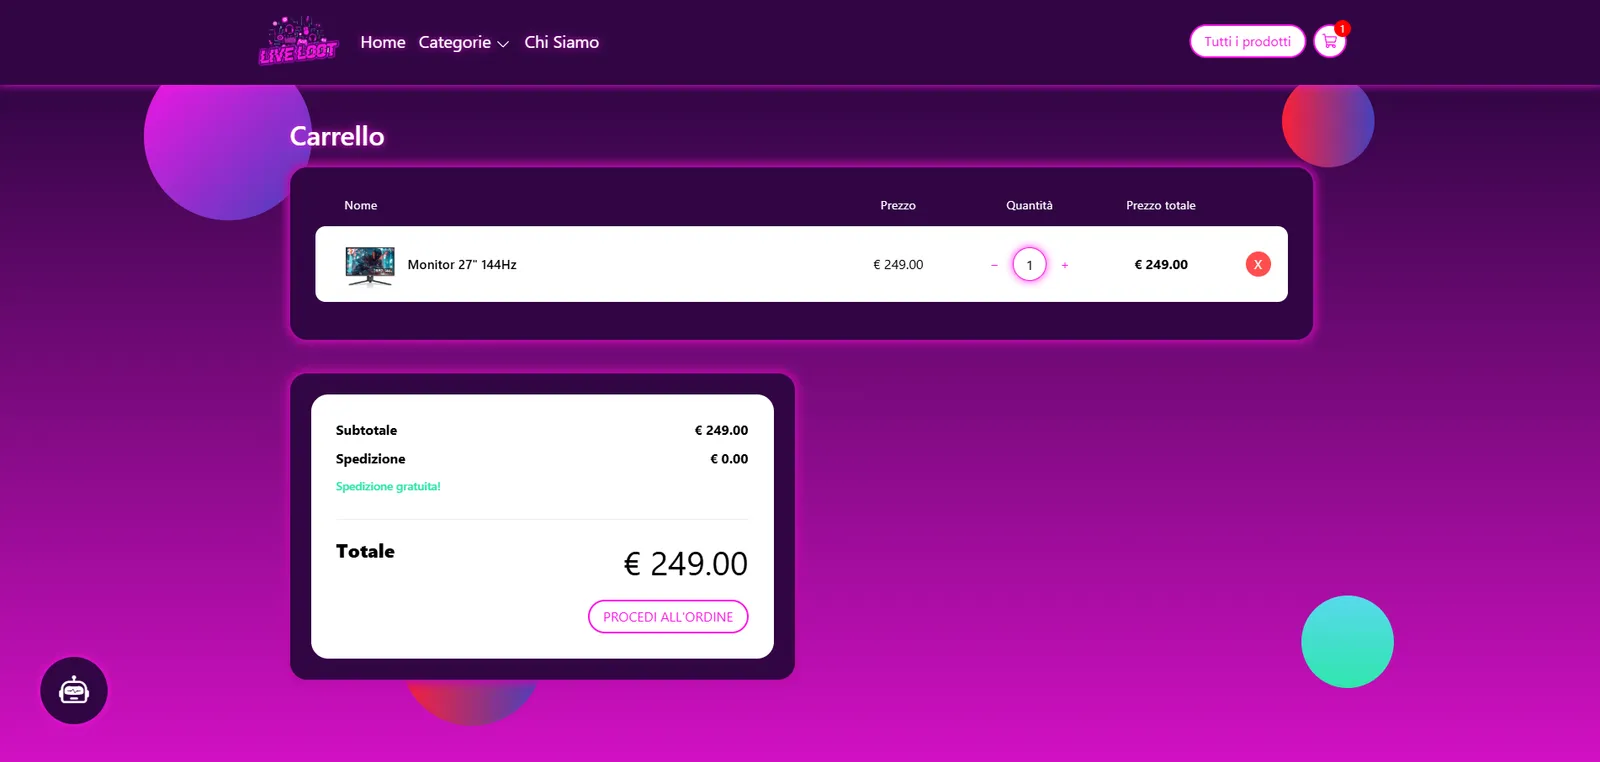 LIVE LOOT
Home Categorie Chi Siamo
Tutti i prodotti
1
Carrello
Nome Prezzo Quantità Prezzo totale
Monitor 27" 144Hz € 249.00 − 1 + € 249.00 X
Subtotale € 249.00
Spedizione € 0.00
Spedizione gratuita!
Totale € 249.00
PROCEDI ALL'ORDINE